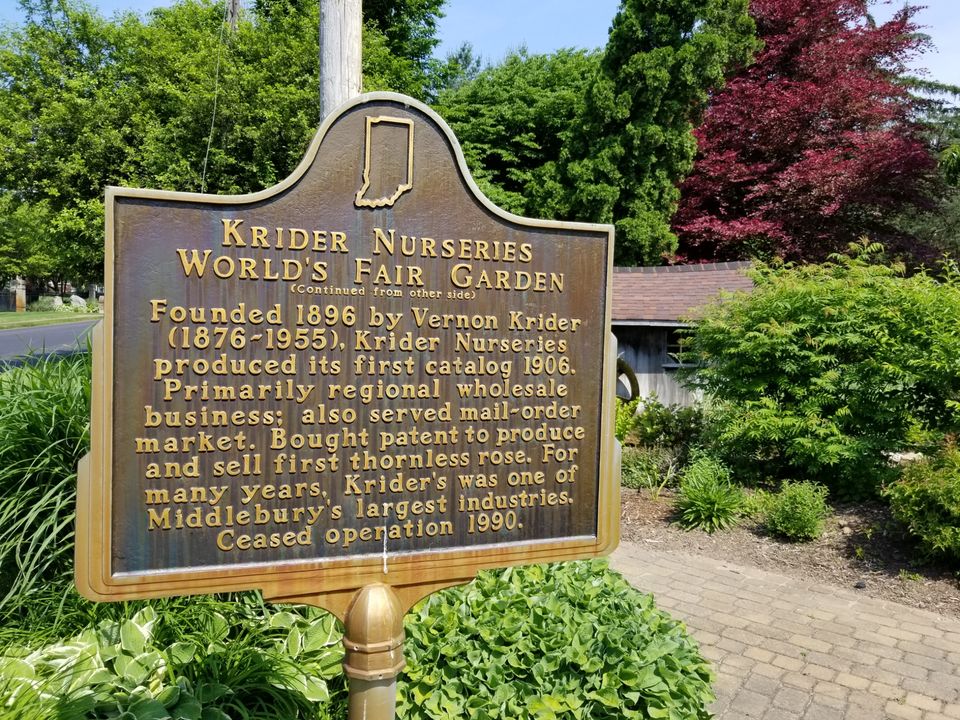 Krider Nurseries
World's Fair Garden
(Continued from other side)
Founded 1896 by Vernon Krider
(1876-1955), Krider Nurseries
produced its first catalog 1906.
Primarily regional wholesale
business; also served mail-order
market. Bought patent to produce
and sell first thornless rose. For
many years, Krider's was one of
Middlebury's largest industries.
Ceased operation 1990.